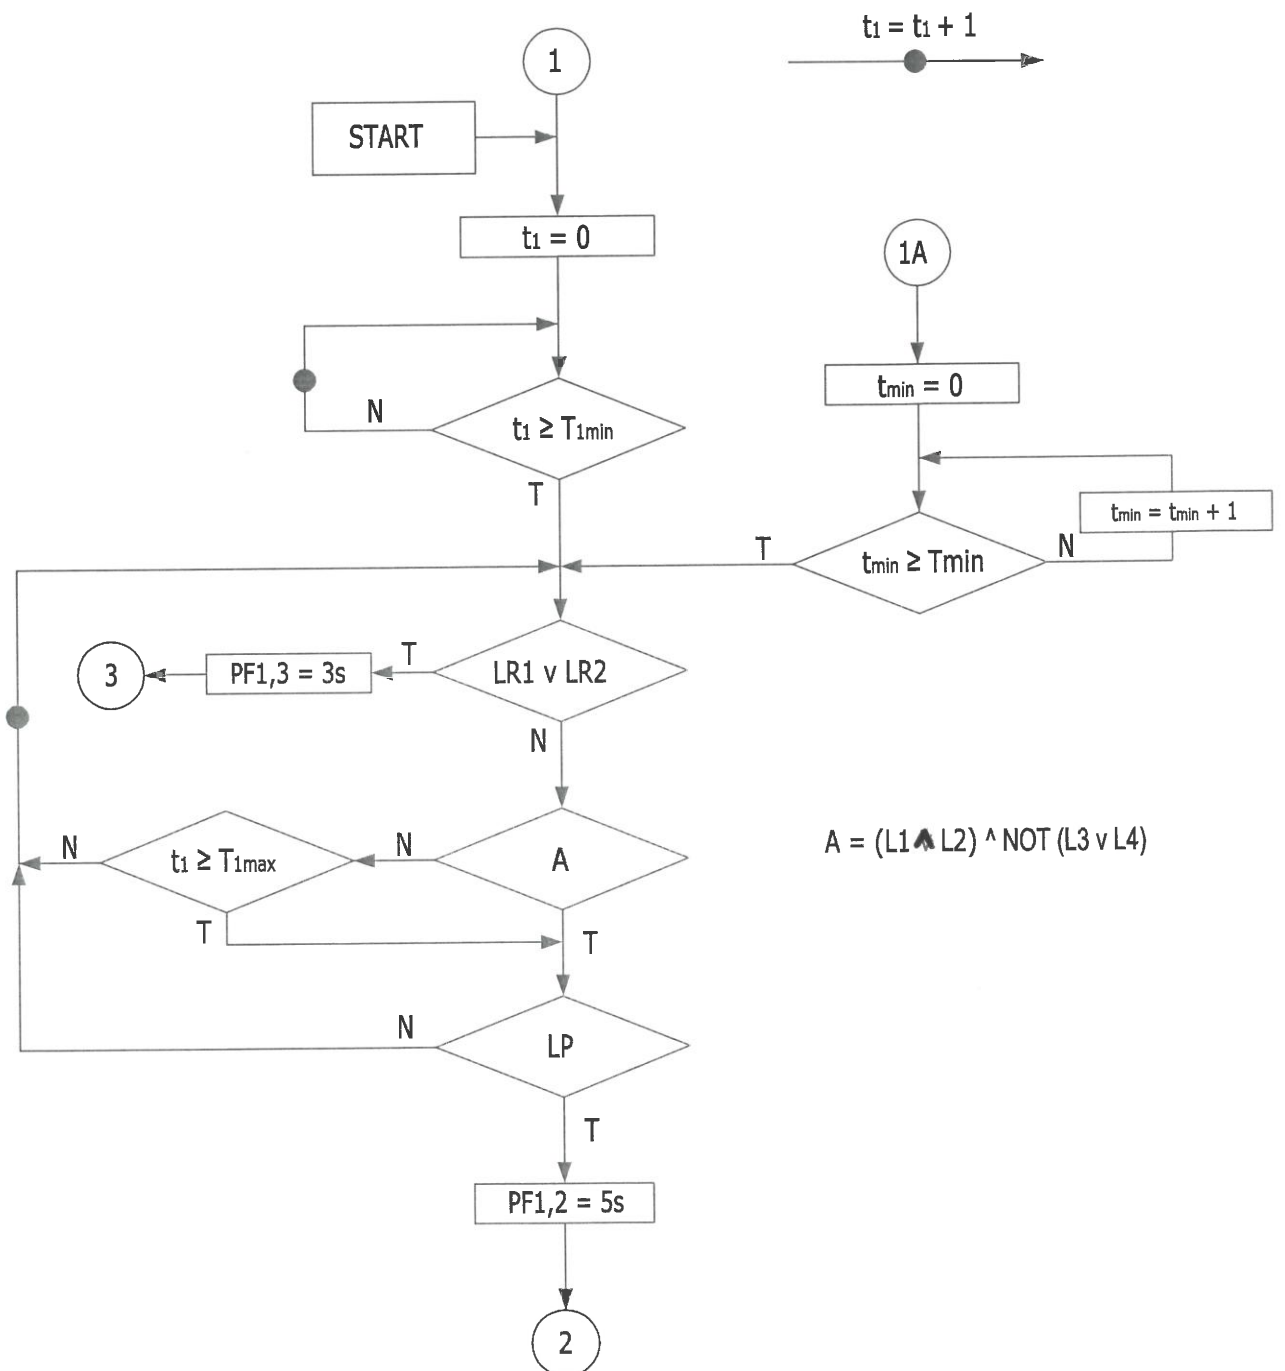 t1 = t1 + 1
1
START
t1 = 0
1A
tmin = 0
N
t1 ≥ T1min
T
tmin = tmin + 1
T
tmin ≥ Tmin
N
3
PF1,3 = 3s
T
LR1 v LR2
N
N
t1 ≥ T1max
N
A
A = (L1 ∧ L2) ^ NOT (L3 v L4)
T
T
N
LP
T
PF1,2 = 5s
2